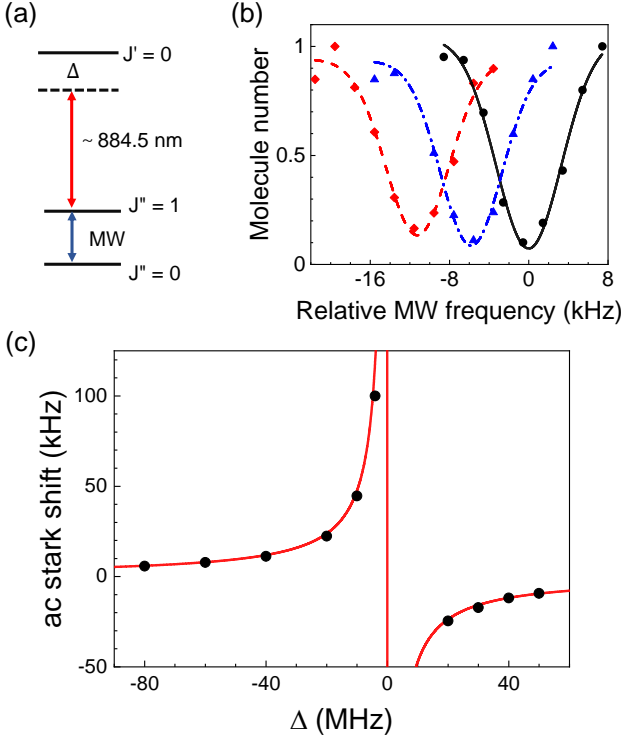 (a)
J' = 0
Δ
~ 884.5 nm
J" = 1
MW
J" = 0
(b)
Molecule number
1
0.5
0
-16
-8
0
8
Relative MW frequency (kHz)
(c)
ac stark shift (kHz)
100
50
0
-50
-80
-40
0
40
Δ (MHz)